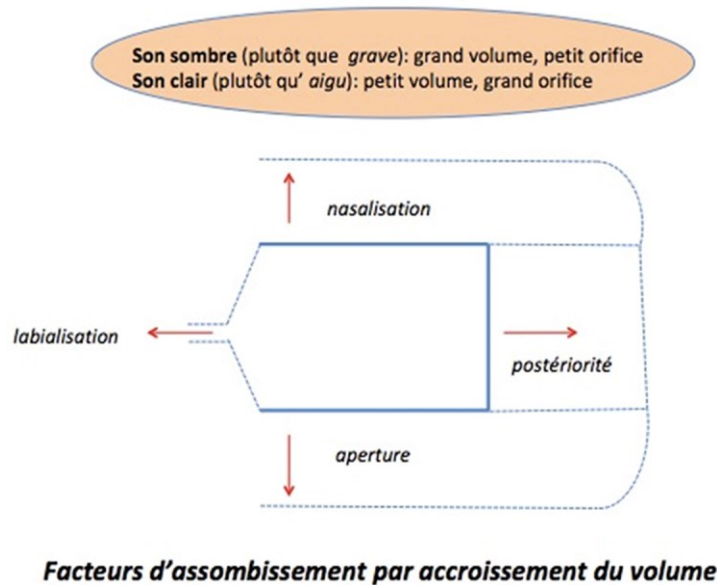 Son sombre (plutôt que grave): grand volume, petit orifice
Son clair (plutôt qu’ aigu): petit volume, grand orifice
nasalisation
labialisation
postériorité
aperture
Facteurs d’assombissement par accroissement du volume